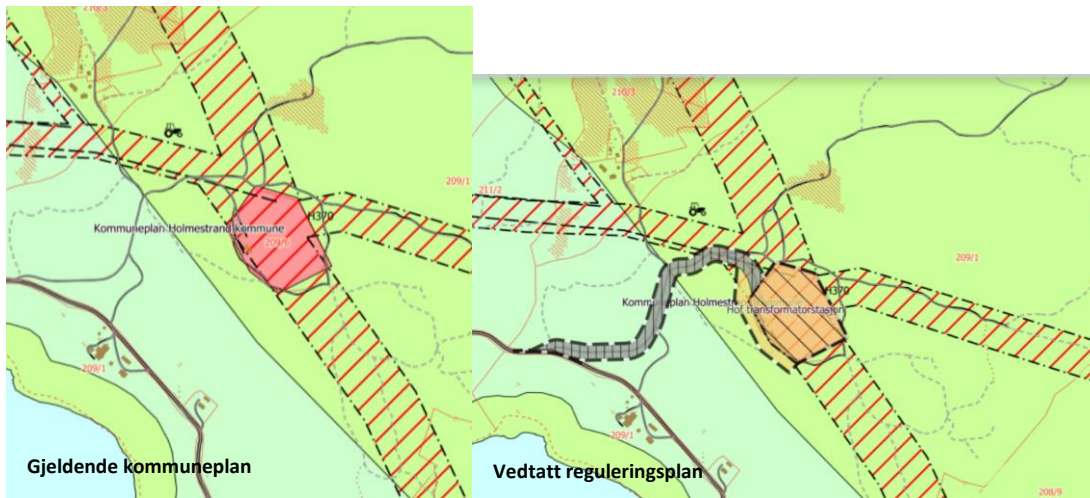 210/3
209/1
H370
Kommuneplan Holmestrand kommune
209/6
209/1
Gjeldende kommuneplan
210/3
211/2
209/1
H370
Kommuneplan Holmes
Hof transformatorstasjon
209/1
208/9
Vedtatt reguleringsplan